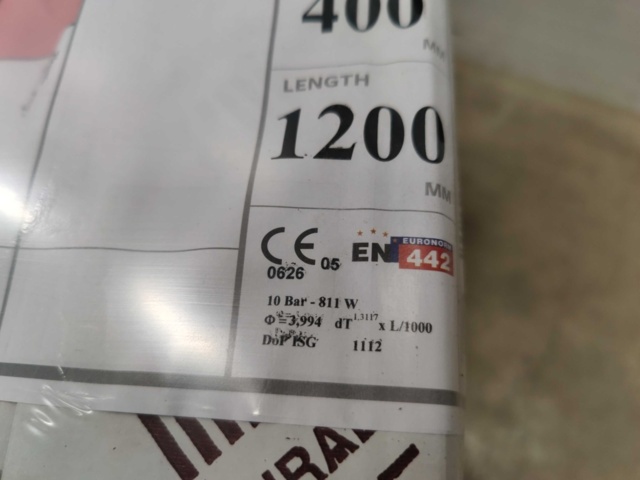 400
MM
LENGTH
1200
MM
CE
0626 05
EN EURONORM 442
10 Bar - 811 W
Φ = 3,994 dT 1,3117 x L/1000
DoP ISG 1112